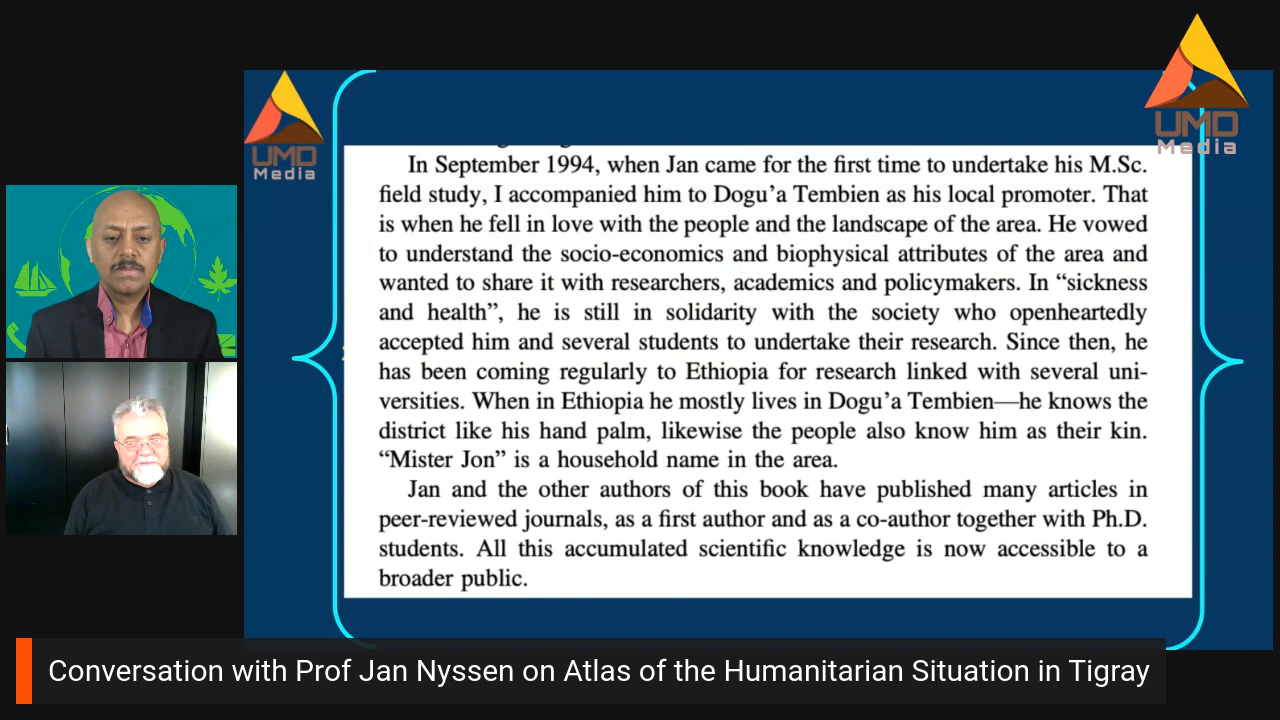 UMD
Media
UMD
Media
In September 1994, when Jan came for the first time to undertake his M.Sc.
field study, I accompanied him to Dogu’a Tembien as his local promoter. That
is when he fell in love with the people and the landscape of the area. He vowed
to understand the socio-economics and biophysical attributes of the area and
wanted to share it with researchers, academics and policymakers. In “sickness
and health”, he is still in solidarity with the society who openheartedly
accepted him and several students to undertake their research. Since then, he
has been coming regularly to Ethiopia for research linked with several uni-
versities. When in Ethiopia he mostly lives in Dogu’a Tembien—he knows the
district like his hand palm, likewise the people also know him as their kin.
“Mister Jon” is a household name in the area.
Jan and the other authors of this book have published many articles in
peer-reviewed journals, as a first author and as a co-author together with Ph.D.
students. All this accumulated scientific knowledge is now accessible to a
broader public.
Conversation with Prof Jan Nyssen on Atlas of the Humanitarian Situation in Tigray